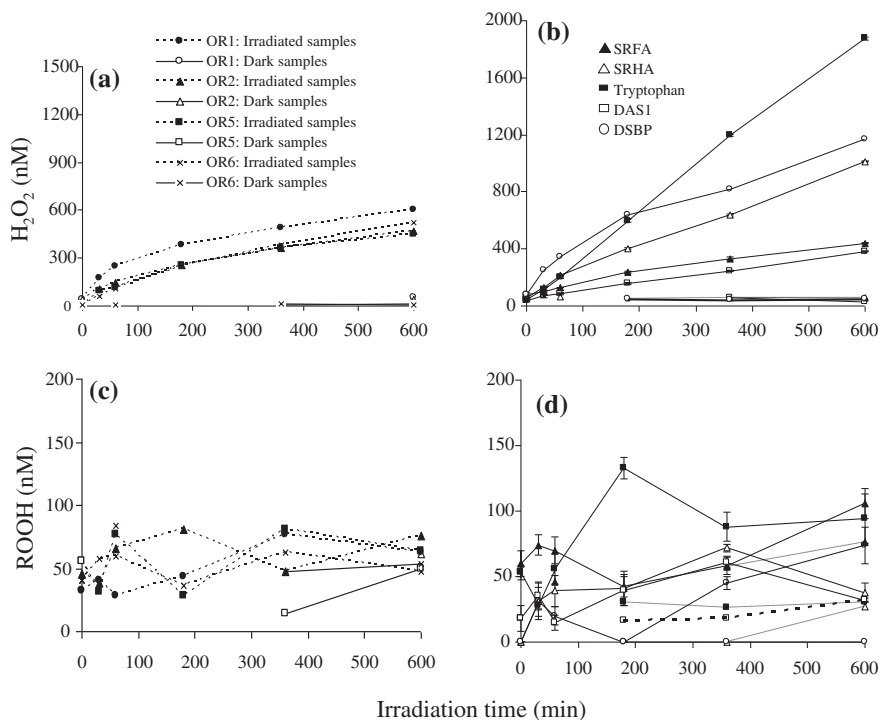 (a)
OR1: Irradiated samples
OR1: Dark samples
OR2: Irradiated samples
OR2: Dark samples
OR5: Irradiated samples
OR5: Dark samples
OR6: Irradiated samples
OR6: Dark samples
H2O2 (nM)
1500
1200
900
600
300
0
0 100 200 300 400 500 600
(b)
SRFA
SRHA
Tryptophan
DAS1
DSBP
2000
1600
1200
800
400
0
0 100 200 300 400 500 600
(c)
ROOH (nM)
200
150
100
50
0
0 100 200 300 400 500 600
(d)
200
150
100
50
0
0 100 200 300 400 500 600
Irradiation time (min)